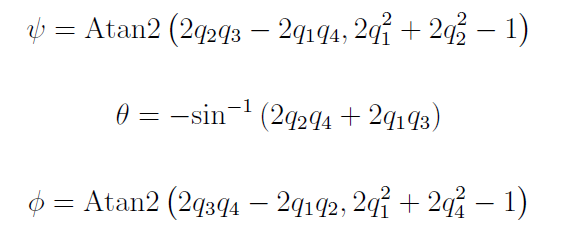 ψ = Atan2 (2q₂q₃ − 2q₁q₄, 2q₁² + 2q₂² − 1)
θ = −sin⁻¹ (2q₂q₄ + 2q₁q₃)
ϕ = Atan2 (2q₃q₄ − 2q₁q₂, 2q₁² + 2q₄² − 1)